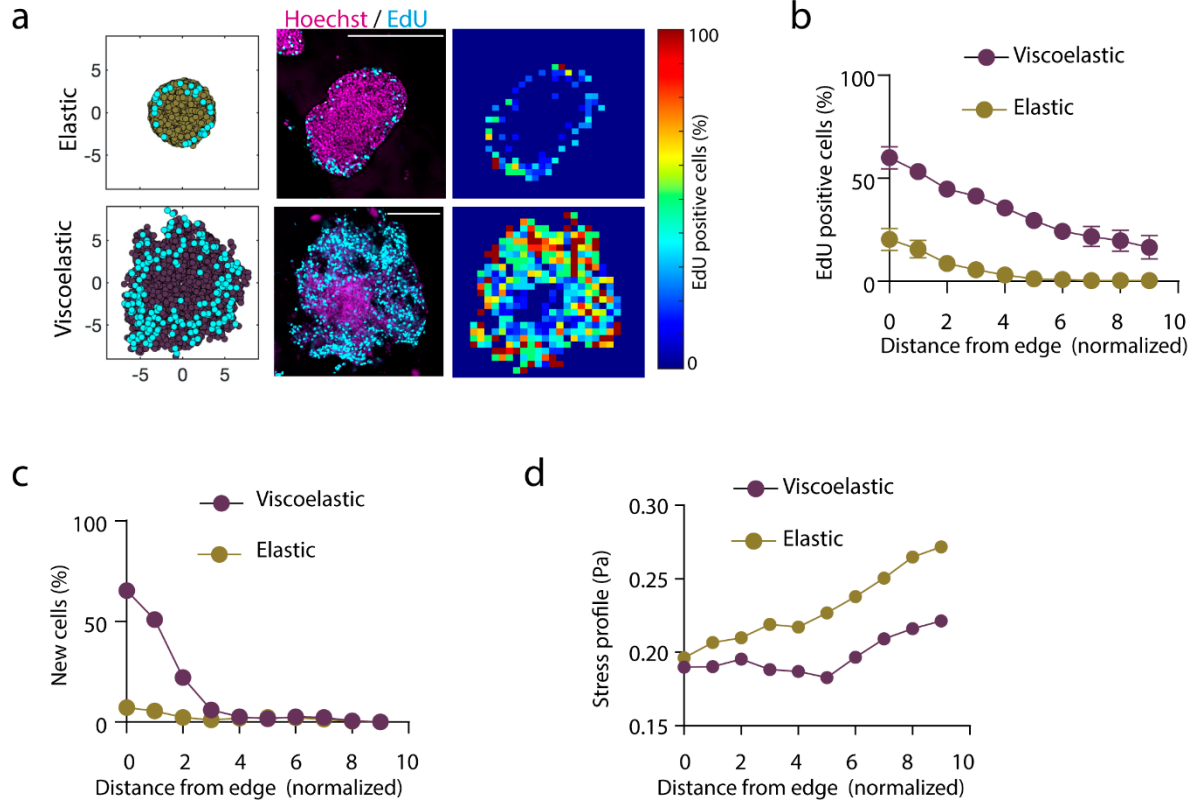 a
Hoechst / EdU
Elastic
5
0
-5
Viscoelastic
5
0
-5
-5 0 5
100
EdU positive cells (%)
0
b
Viscoelastic
Elastic
100
50
0
EdU positive cells (%)
0 2 4 6 8 10
Distance from edge (normalized)
c
Viscoelastic
Elastic
100
50
0
New cells (%)
0 2 4 6 8 10
Distance from edge (normalized)
d
Viscoelastic
Elastic
0.30
0.25
0.20
0.15
Stress profile (Pa)
0 2 4 6 8 10
Distance from edge (normalized)